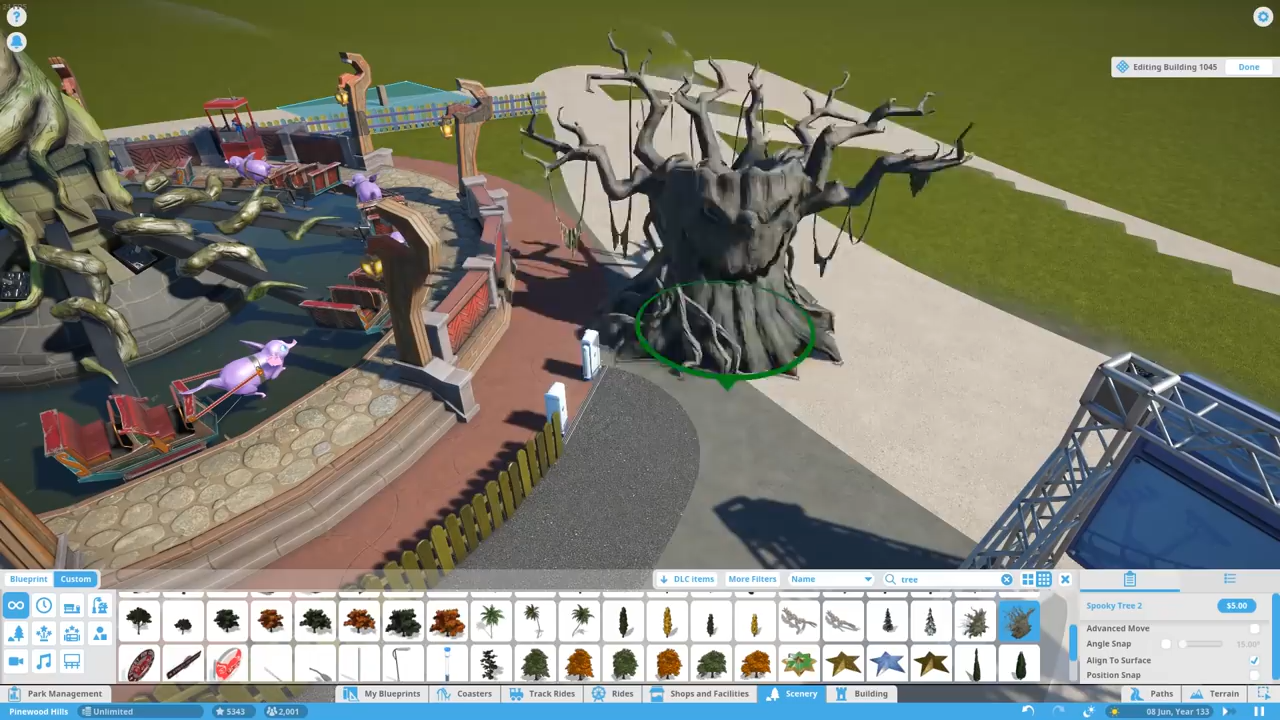 Editing Building 1045 Done
Blueprint Custom DLC items More Filters Name tree
Spooky Tree 2 $5.00
Advanced Move
Angle Snap 15.00°
Align To Surface
Position Snap
Park Management My Blueprints Coasters Track Rides Rides Shops and Facilities Scenery Building Paths Terrain
Pinewood Hills Unlimited 5343 2,001 08 Jun, Year 133